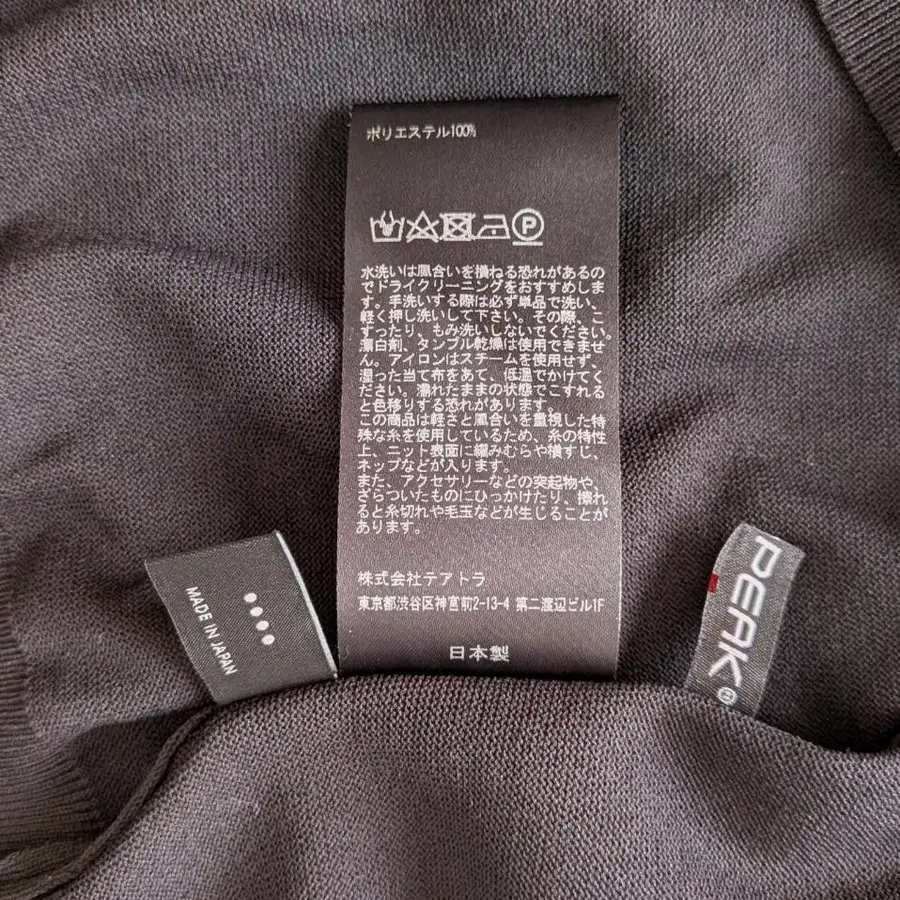 ポリエステル100%
P
水洗いは風合いを損ねる恐れがあるの
でドライクリーニングをおすすめしま
す。手洗いする際は必ず単品で洗い、
軽く押し洗いして下さい。その際、こ
すったり、もみ洗いしないでください。
漂白剤、タンブル乾燥は使用できませ
ん。アイロンはスチームを使用せず、
湿った当て布をあて、低温でかけてく
ださい。濡れたままの状態でこすれる
と色移りする恐れがあります。
この商品は軽さと風合いを重視した特
殊な糸を使用しているため、糸の特性
上、ニット表面に編みむらや横すじ、
ネップなどが入ります。
また、アクセサリーなどの突起物や、
ざらついたものにひっかけたり、擦れ
ると糸切れや毛玉などが生じることが
あります。
株式会社テアトラ
東京都渋谷区神宮前2-13-4 第二渡辺ビル1F
日本製
MADE IN JAPAN
PEAK®